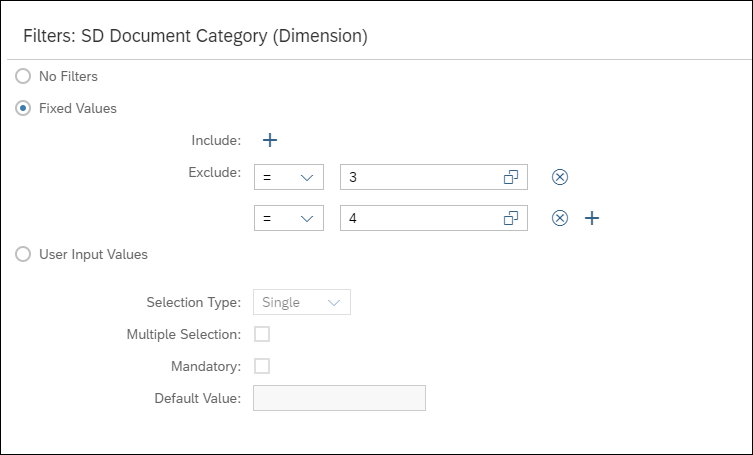 Filters: SD Document Category (Dimension)
No Filters
Fixed Values
Include:
Exclude: = 3
= 4
User Input Values
Selection Type: Single
Multiple Selection:
Mandatory:
Default Value: